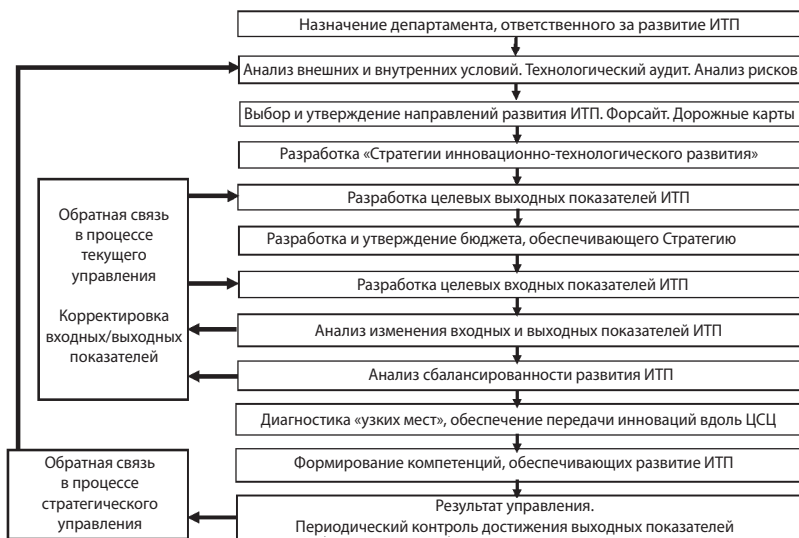 Назначение департамента, ответственного за развитие ИТП
Анализ внешних и внутренних условий. Технологический аудит. Анализ рисков
Выбор и утверждение направлений развития ИТП. Форсайт. Дорожные карты
Разработка «Стратегии инновационно-технологического развития»
Разработка целевых выходных показателей ИТП
Разработка и утверждение бюджета, обеспечивающего Стратегию
Разработка целевых входных показателей ИТП
Анализ изменения входных и выходных показателей ИТП
Анализ сбалансированности развития ИТП
Диагностика «узких мест», обеспечение передачи инноваций вдоль ЦСЦ
Формирование компетенций, обеспечивающих развитие ИТП
Результат управления.
Периодический контроль достижения выходных показателей
Обратная связь
в процессе
текущего
управления
Корректировка
входных/выходных
показателей
Обратная связь
в процессе
стратегического
управления